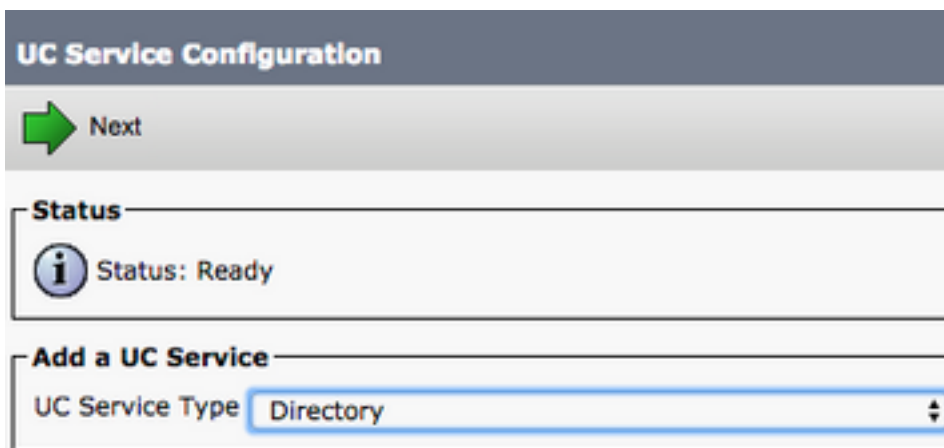 UC Service Configuration
Next
Status
Status: Ready
Add a UC Service
UC Service Type Directory